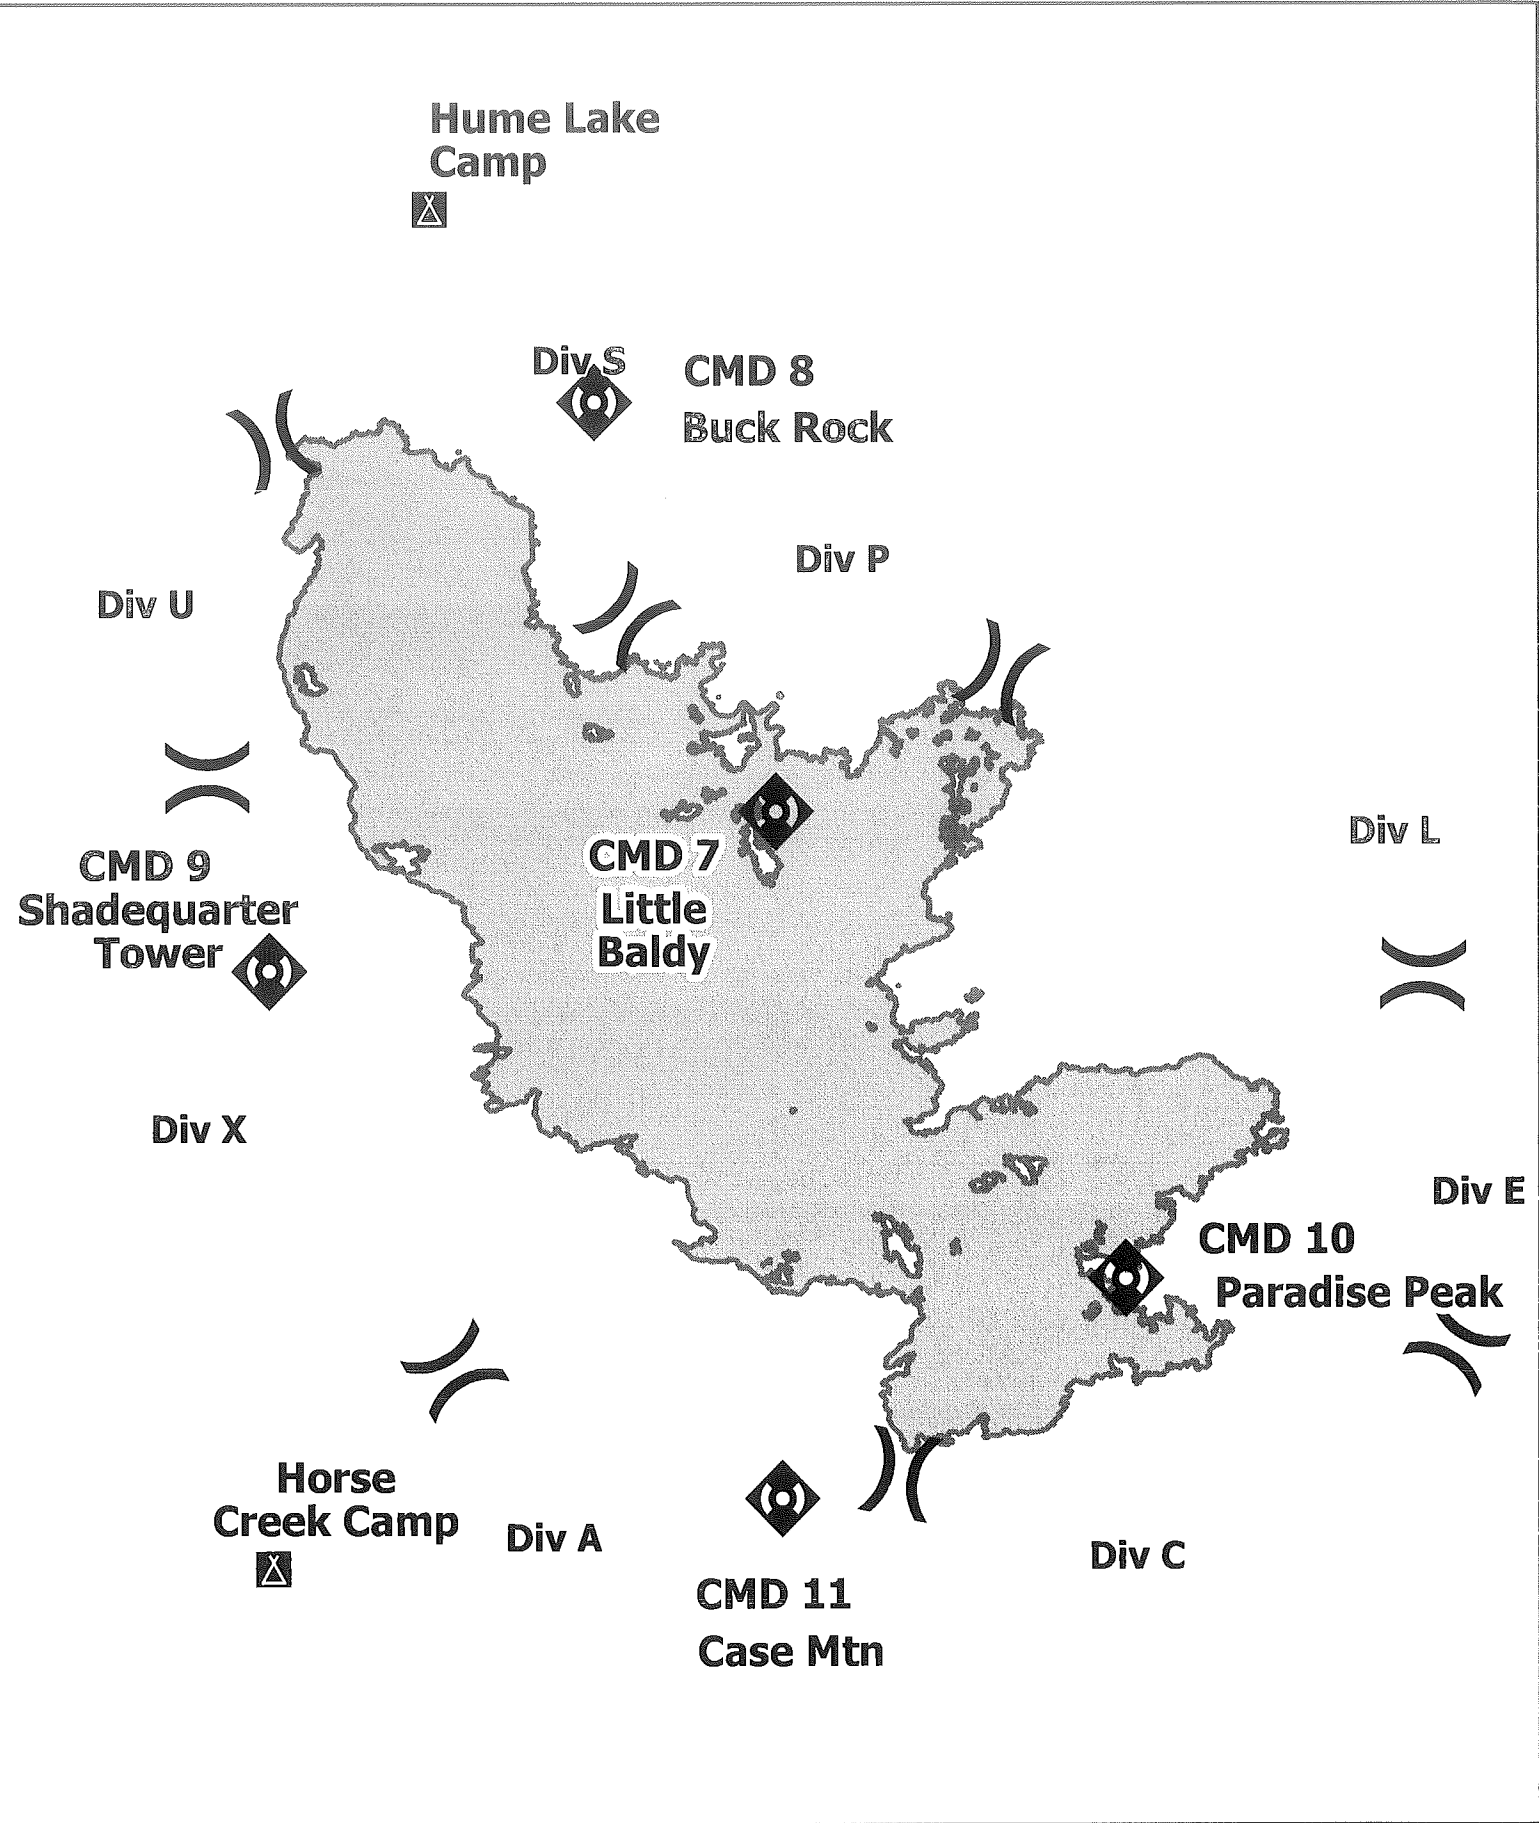 Hume Lake
Camp
Div S
CMD 8
Buck Rock
Div P
Div U
Div L
CMD 9
Shadequarter
Tower
CMD 7
Little
Baldy
Div X
Div E
CMD 10
Paradise Peak
Horse
Creek Camp
Div A
Div C
CMD 11
Case Mtn